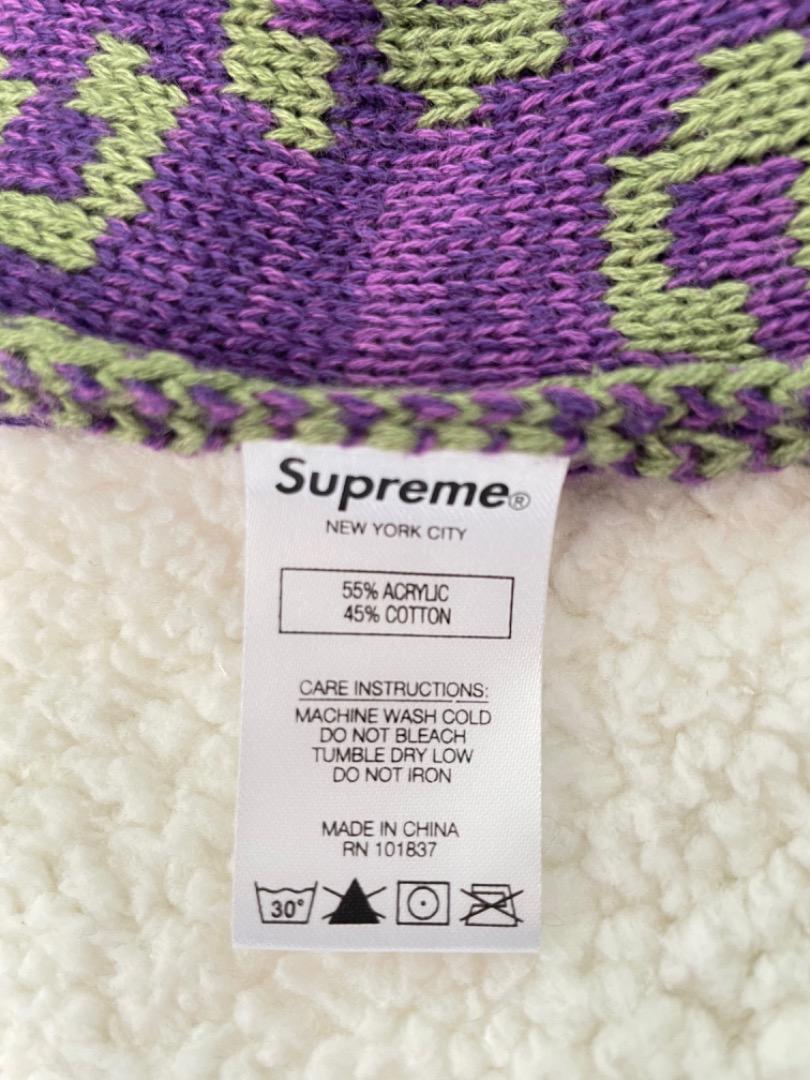 Supreme®
NEW YORK CITY
55% ACRYLIC
45% COTTON
CARE INSTRUCTIONS:
MACHINE WASH COLD
DO NOT BLEACH
TUMBLE DRY LOW
DO NOT IRON
MADE IN CHINA
RN 101837
30°